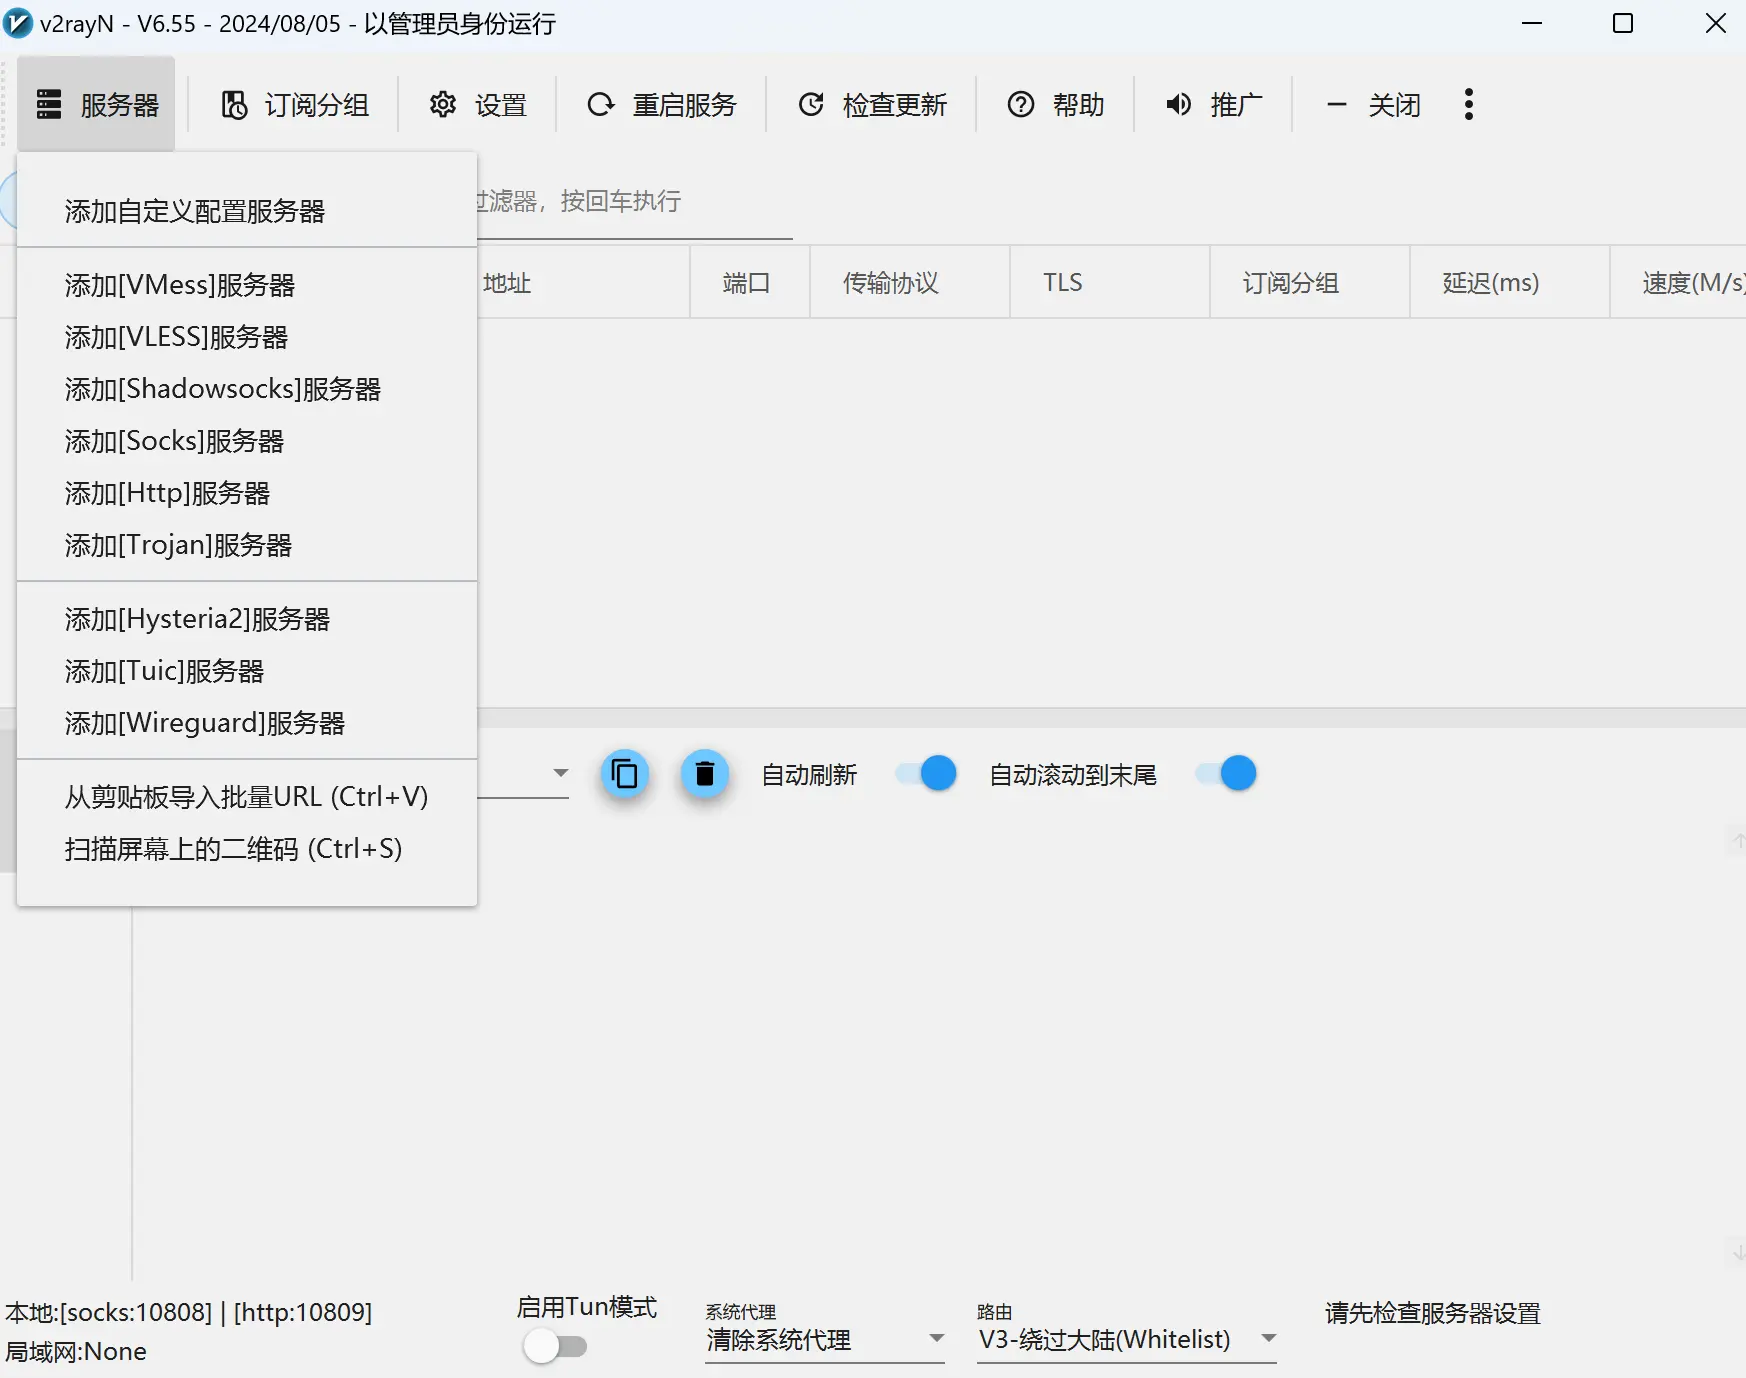 v2rayN - V6.55 - 2024/08/05 - 以管理员身份运行
服务器 订阅分组 设置 重启服务 检查更新 帮助 推广 关闭
添加自定义配置服务器
过滤器，按回车执行
添加[VMess]服务器
地址 端口 传输协议 TLS 订阅分组 延迟(ms) 速度(M/s)
添加[VLESS]服务器
添加[Shadowsocks]服务器
添加[Socks]服务器
添加[Http]服务器
添加[Trojan]服务器
添加[Hysteria2]服务器
添加[Tuic]服务器
添加[Wireguard]服务器
自动刷新 自动滚动到末尾
从剪贴板导入批量URL (Ctrl+V)
扫描屏幕上的二维码 (Ctrl+S)
本地:[socks:10808] | [http:10809]
局域网:None
启用Tun模式
系统代理
清除系统代理
路由
V3-绕过大陆(Whitelist)
请先检查服务器设置